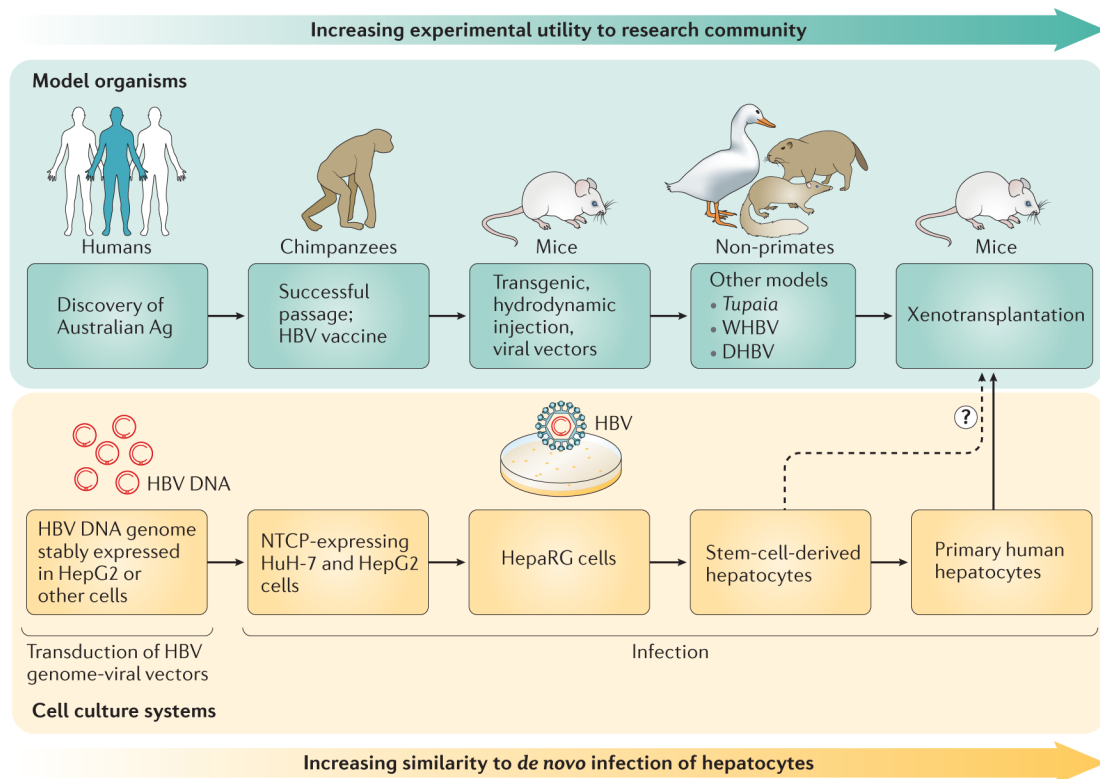 Increasing experimental utility to research community
Model organisms
Humans
Chimpanzees
Mice
Non-primates
Mice
Discovery of
Australian Ag
Successful
passage;
HBV vaccine
Transgenic,
hydrodynamic
injection,
viral vectors
Other models
• Tupaia
• WHBV
• DHBV
Xenotransplantation
?
HBV
HBV DNA
HBV DNA genome
stably expressed
in HepG2 or
other cells
NTCP-expressing
HuH-7 and HepG2
cells
HepaRG cells
Stem-cell-derived
hepatocytes
Primary human
hepatocytes
Transduction of HBV
genome-viral vectors
Infection
Cell culture systems
Increasing similarity to de novo infection of hepatocytes